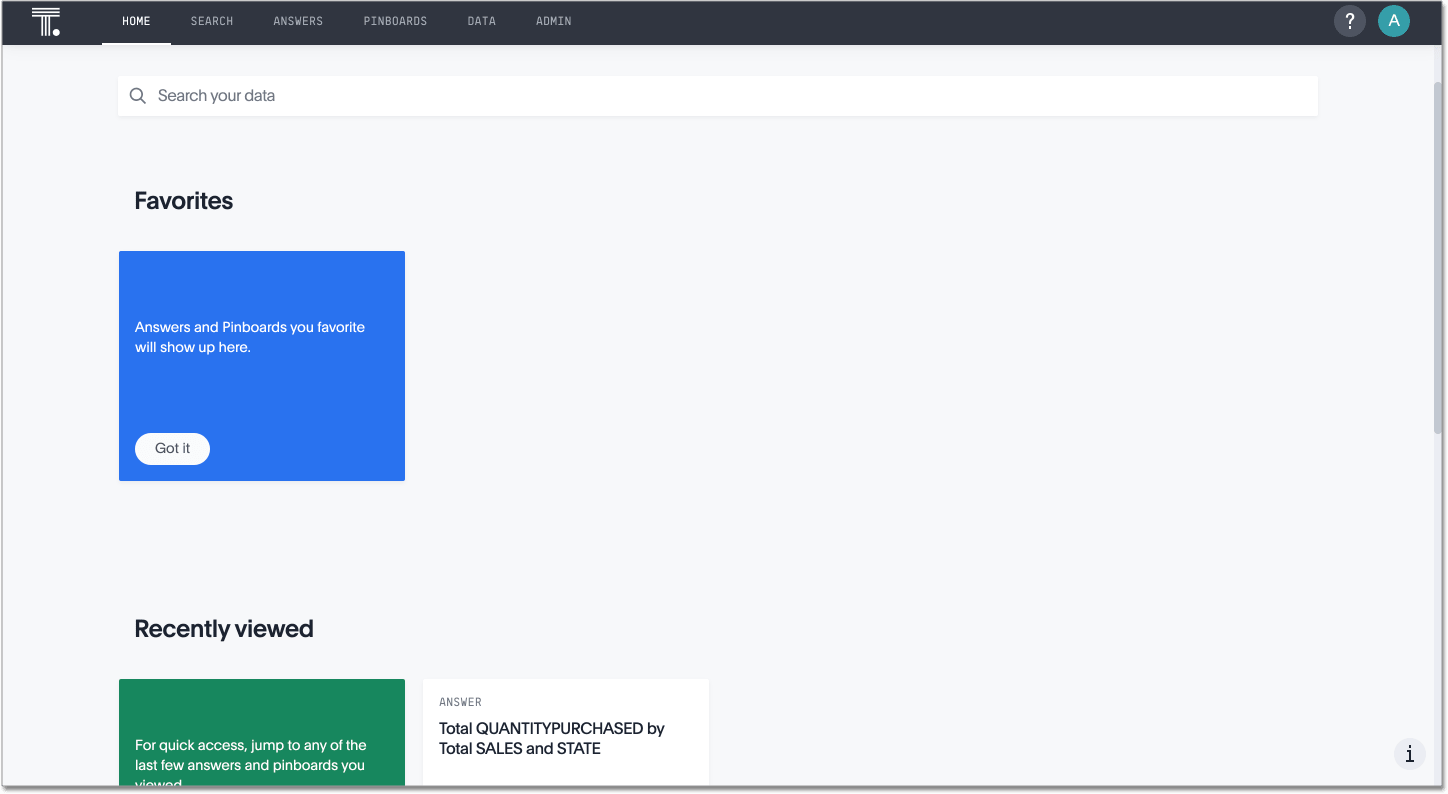 T.
HOME SEARCH ANSWERS PINBOARDS DATA ADMIN ? A
Search your data
Favorites
Answers and Pinboards you favorite
will show up here.
Got it
Recently viewed
For quick access, jump to any of the
last few answers and pinboards you
viewed
ANSWER
Total QUANTITYPURCHASED by
Total SALES and STATE
i